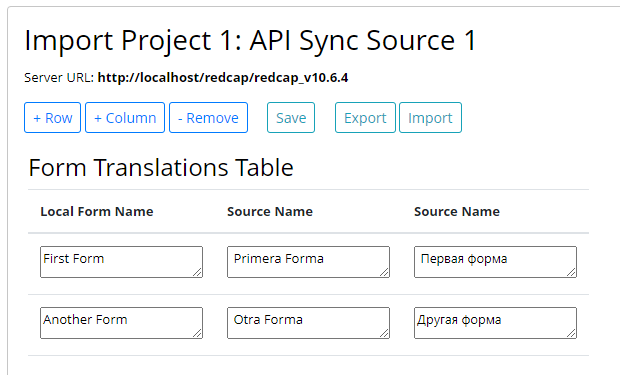 Import Project 1: API Sync Source 1
Server URL: http://localhost/redcap/redcap_v10.6.4
+ Row + Column - Remove Save Export Import
Form Translations Table
Local Form Name Source Name Source Name
First Form Primera Forma Первая форма
Another Form Otra Forma Другая форма